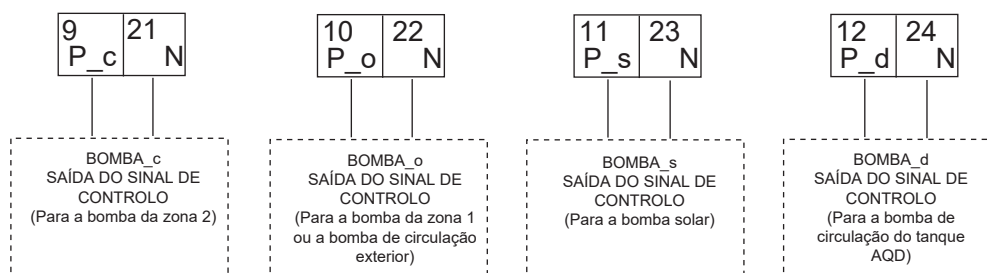 9 21
P_c N
BOMBA_c
SAÍDA DO SINAL DE
CONTROLO
(Para a bomba da zona 2)
10 22
P_o N
BOMBA_o
SAÍDA DO SINAL DE
CONTROLO
(Para a bomba da zona 1
ou a bomba de circulação
exterior)
11 23
P_s N
BOMBA_s
SAÍDA DO SINAL DE
CONTROLO
(Para a bomba solar)
12 24
P_d N
BOMBA_d
SAÍDA DO SINAL DE
CONTROLO
(Para a bomba de
circulação do tanque
AQD)